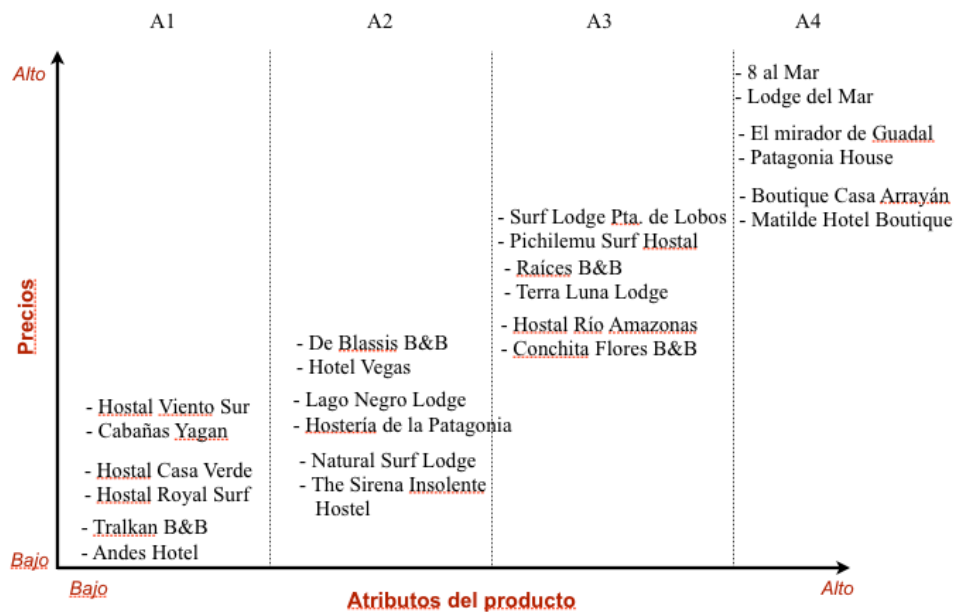 A1
A2
A3
A4
Alto
- 8 al Mar
- Lodge del Mar
- El mirador de Guadal
- Patagonia House
- Boutique Casa Arrayán
- Matilde Hotel Boutique
- Surf Lodge Pta. de Lobos
- Pichilemu Surf Hostal
- Raíces B&B
- Terra Luna Lodge
- Hostal Río Amazonas
- Conchita Flores B&B
Precios
- De Blassis B&B
- Hotel Vegas
- Lago Negro Lodge
- Hostería de la Patagonia
- Natural Surf Lodge
- The Sirena Insolente
Hostel
- Hostal Viento Sur
- Cabañas Yagan
- Hostal Casa Verde
- Hostal Royal Surf
- Tralkan B&B
- Andes Hotel
Bajo
Bajo
Atributos del producto
Alto